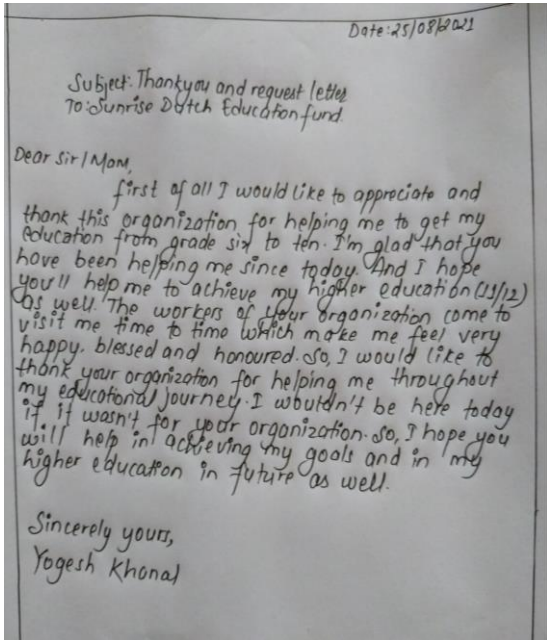 Date:25/08/2021
Subject: Thankyou and request letter
To: Sunrise Dutch Education fund.
Dear Sir/Mam,
first of all I would like to appreciate and
thank this organization for helping me to get my
education from grade six to ten. I'm glad that you
have been helping me since today. And I hope
you'll help me to achieve my higher education (11/12)
as well. The workers of your organization come to
visit me time to time which make me feel very
happy, blessed and honoured. So, I would like to
thank your organization for helping me throughout
my educational journey. I wouldn't be here today
if it wasn't for your organization. So, I hope you
will help in achieving my goals and in my
higher education in future as well.
Sincerely yours,
Yogesh Khanal